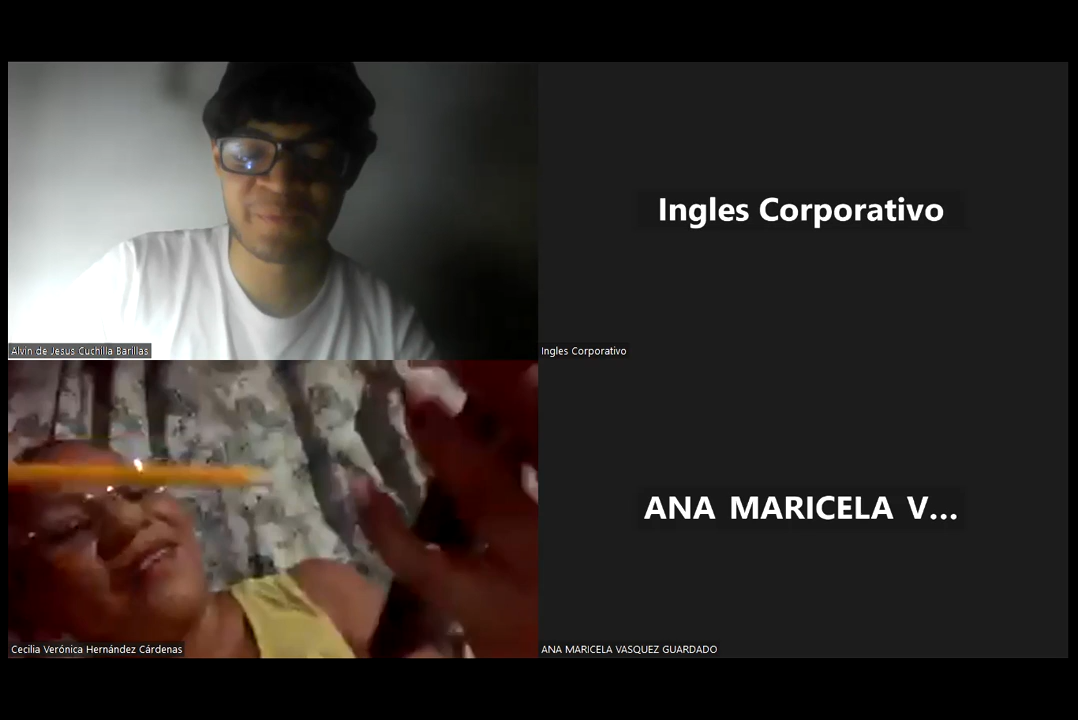 Ingles Corporativo
Alvin de Jesus Cuchilla Barillas
Ingles Corporativo
ANA MARICELA V...
Cecilia Verónica Hernández Cárdenas
ANA MARICELA VASQUEZ GUARDADO